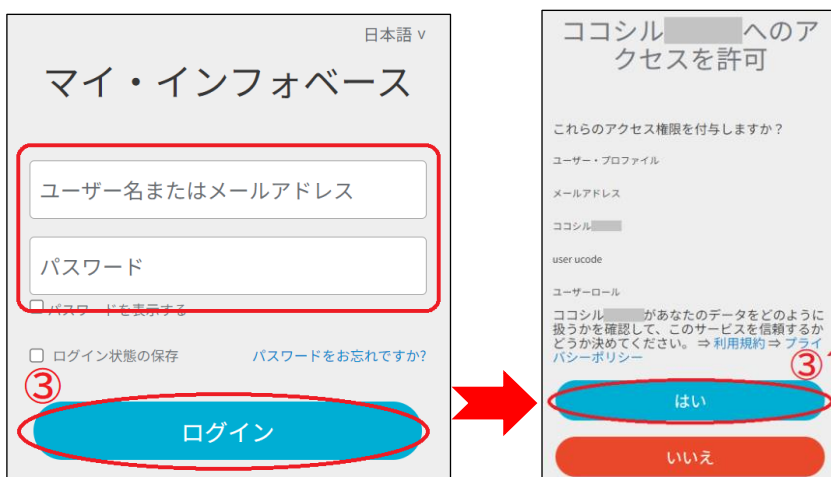 日本語 ∨
マイ・インフォベース
ユーザー名またはメールアドレス
パスワード
パスワードを表示する
ログイン状態の保存
パスワードをお忘れですか?
③
ログイン
ココシル へのア
クセスを許可
これらのアクセス権限を付与しますか？
ユーザー・プロファイル
メールアドレス
ココシル
user ucode
ユーザーロール
ココシル があなたのデータをどのように
扱うかを確認して、このサービスを信頼するか
どうか決めてください。 ⇒ 利用規約 ⇒ プライ
バシーポリシー
③
はい
いいえ